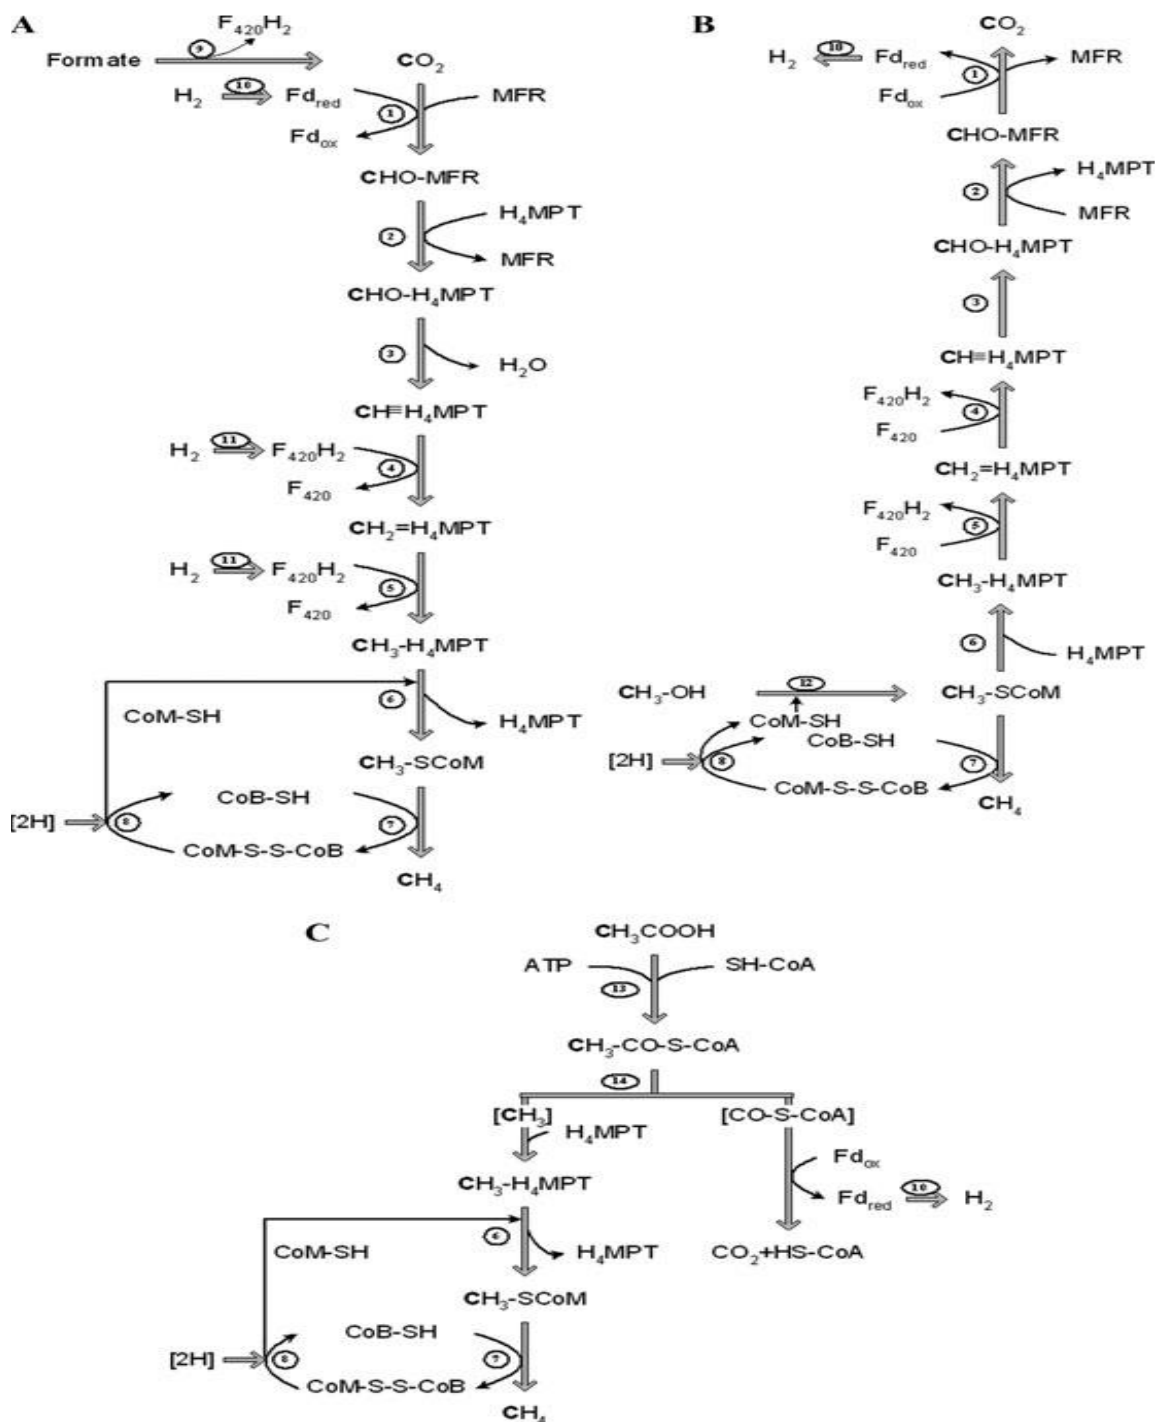 A
F420H2
9
Formate
CO2
H2 10 Fdred
MFR
1
Fdox
CHO-MFR
H4MPT
2
MFR
CHO-H4MPT
3
H2O
CH≡H4MPT
H2 11 F420H2
4
F420
CH2=H4MPT
H2 11 F420H2
5
F420
CH3-H4MPT
6
CoM-SH
H4MPT
CH3-SCoM
CoB-SH
[2H] 8
7
CoM-S-S-CoB
CH4
B
CO2
H2 10 Fdred
MFR
1
Fdox
CHO-MFR
H4MPT
2
MFR
CHO-H4MPT
3
CH≡H4MPT
F420H2
4
F420
CH2=H4MPT
F420H2
5
F420
CH3-H4MPT
6
H4MPT
CH3-OH 12 CH3-SCoM
CoM-SH
CoB-SH
[2H] 8
7
CoM-S-S-CoB
CH4
C
CH3COOH
ATP SH-CoA
13
CH3-CO-S-CoA
14
[CH3] [CO-S-CoA]
H4MPT
Fdox
CH3-H4MPT
Fdred 10 H2
6
CoM-SH
H4MPT
CO2+HS-CoA
CH3-SCoM
CoB-SH
[2H] 8
7
CoM-S-S-CoB
CH4